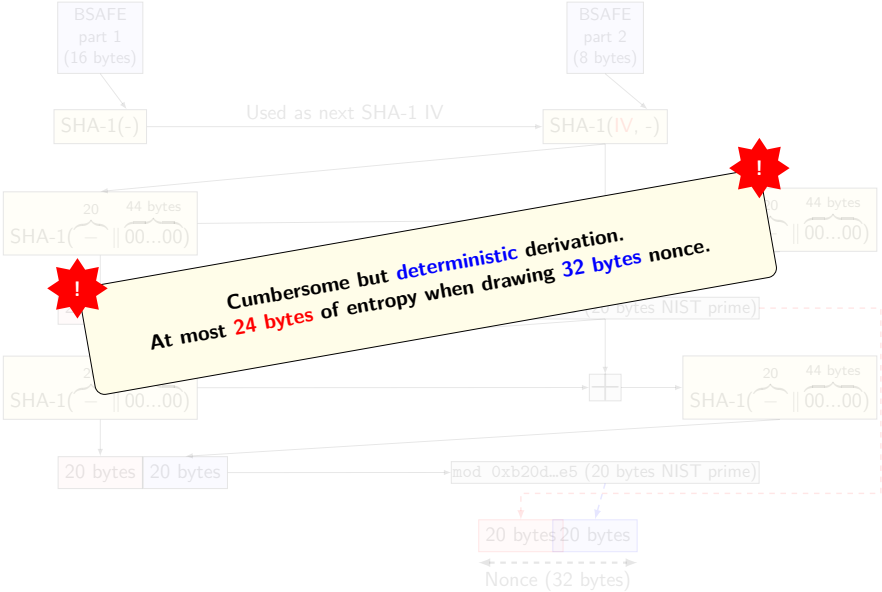 BSAFE
part 1
(16 bytes)
BSAFE
part 2
(8 bytes)
SHA-1(-)
Used as next SHA-1 IV
SHA-1(IV, -)
20 44 bytes
SHA-1( − || 00...00)
20 44 bytes
− || 00...00)
!
!
Cumbersome but deterministic derivation.
At most 24 bytes of entropy when drawing 32 bytes nonce.
(20 bytes NIST prime)
44 bytes
SHA-1( − || 00...00)
20 44 bytes
SHA-1( − || 00...00)
20 bytes 20 bytes
mod 0xb20d…e5 (20 bytes NIST prime)
20 bytes 20 bytes
Nonce (32 bytes)